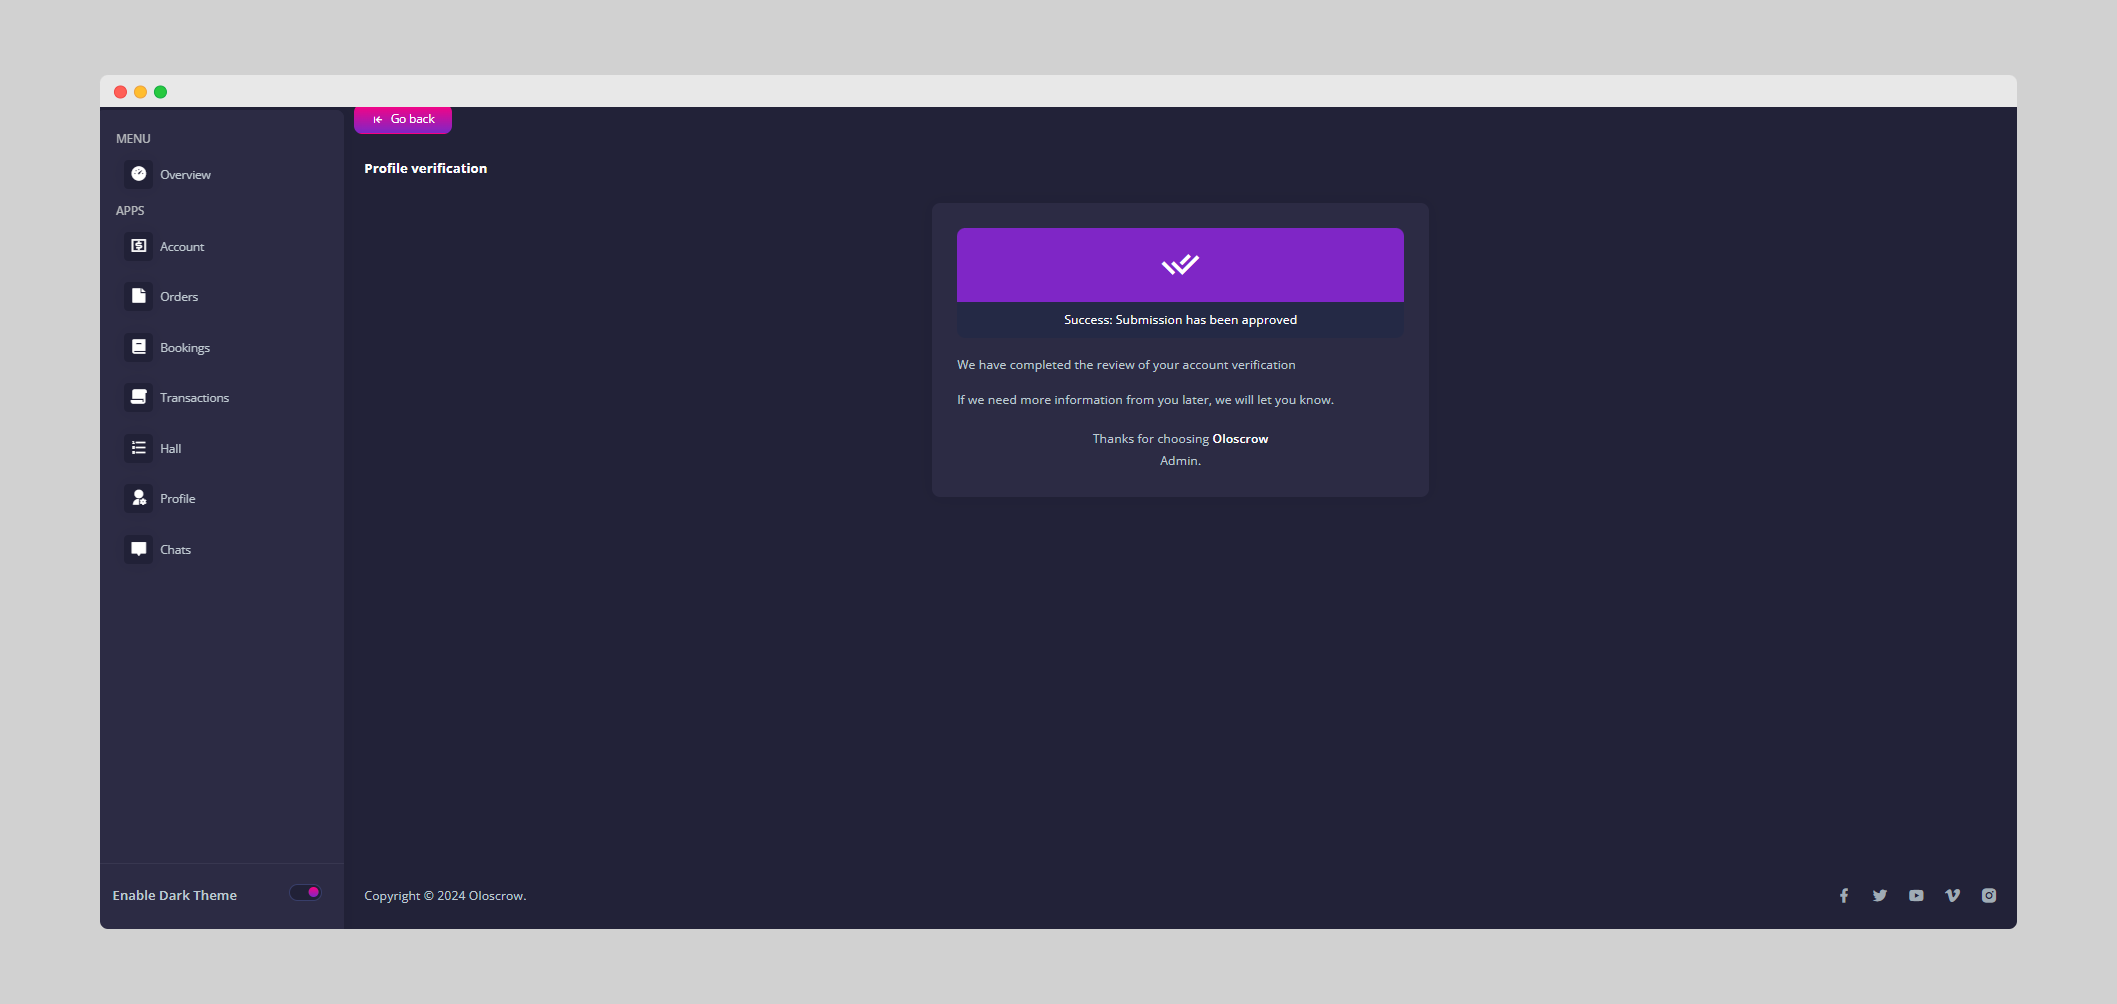 Go back
MENU
Overview
APPS
Account
Orders
Bookings
Transactions
Hall
Profile
Chats
Enable Dark Theme
Profile verification
Success: Submission has been approved
We have completed the review of your account verification
If we need more information from you later, we will let you know.
Thanks for choosing Oloscrow
Admin.
Copyright © 2024 Oloscrow.